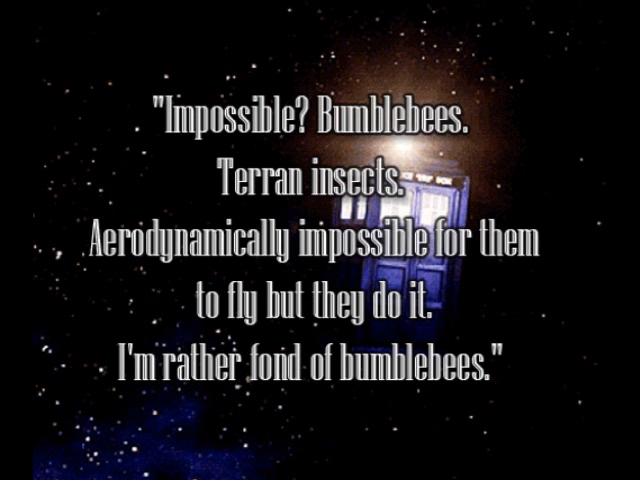 "Impossible? Bumblebees.
Terran insects.
Aerodynamically impossible for them
to fly but they do it.
I'm rather fond of bumblebees."